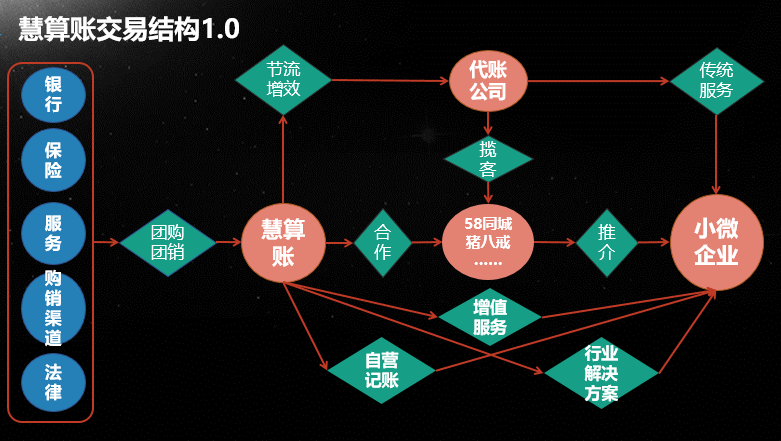 慧算账交易结构1.0
银
行
保
险
服
务
购
销
渠
道
法
律
团购
团销
慧算
账
节流
增效
代账
公司
传统
服务
揽
客
合
作
58同城
猪八戒
......
推
介
小微
企业
增值
服务
自营
记账
行业
解决
方案